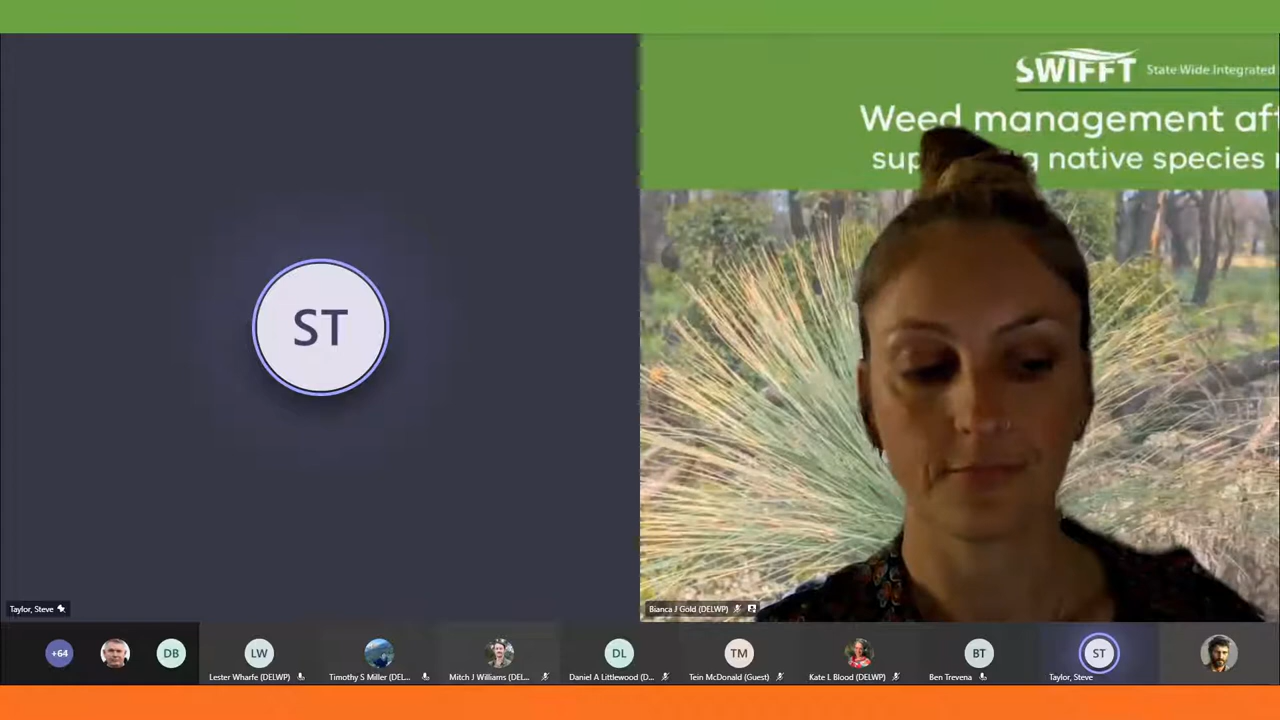 SWIFFT State Wide Integrated
Weed management aft
sup g native species r
ST
Taylor, Steve
Bianca J Gold (DELWP)
+64
DB
LW
DL
TM
BT
ST
Lester Wharfe (DELWP)
Timothy S Miller (DEL...
Mitch J Williams (DEL...
Daniel A Littlewood (D...
Tein McDonald (Guest)
Kate L Blood (DELWP)
Ben Trevena
Taylor, Steve